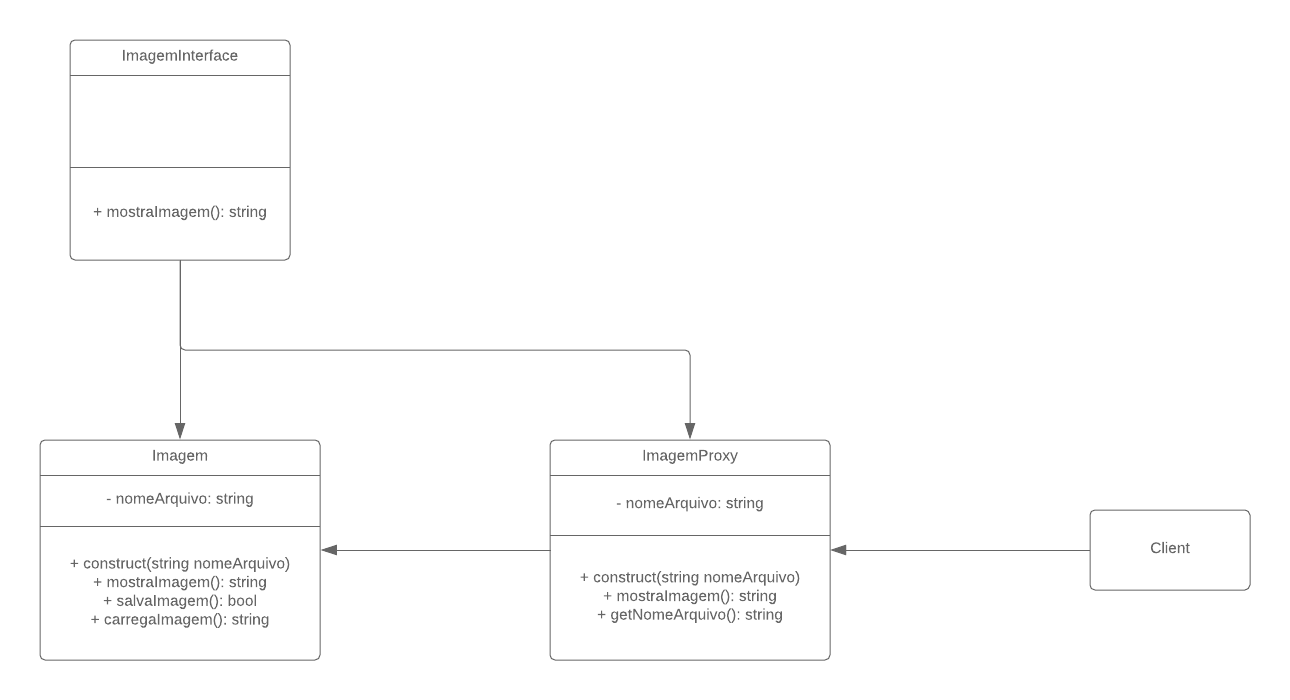 ImagemInterface
+ mostraImagem(): string
Imagem
- nomeArquivo: string
+ construct(string nomeArquivo)
+ mostraImagem(): string
+ salvaImagem(): bool
+ carregaImagem(): string
ImagemProxy
- nomeArquivo: string
+ construct(string nomeArquivo)
+ mostraImagem(): string
+ getNomeArquivo(): string
Client